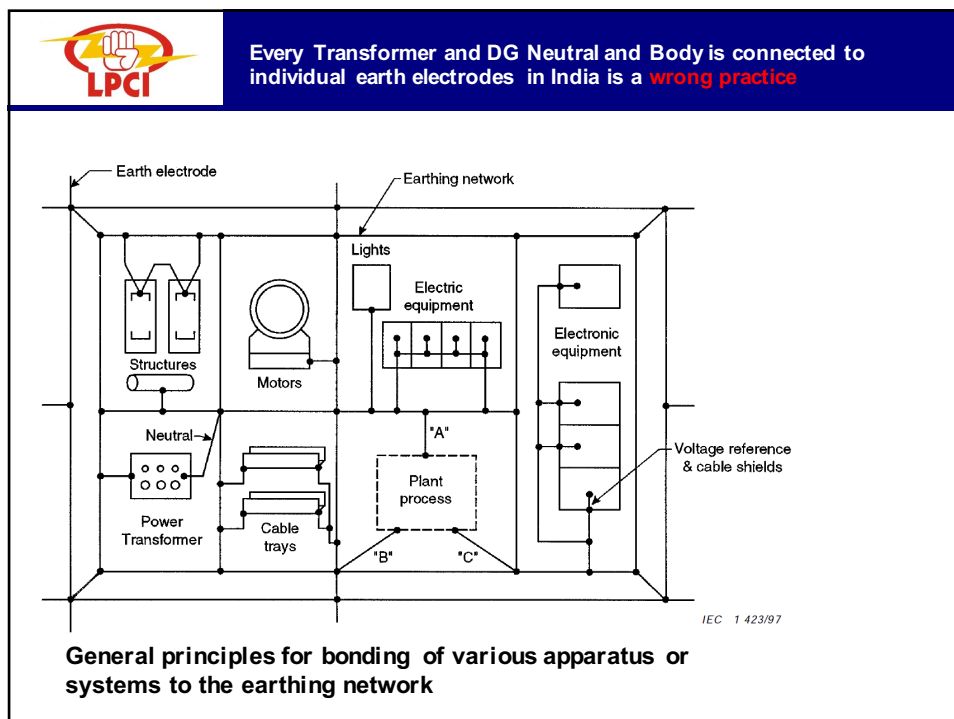 LPCI
Every Transformer and DG Neutral and Body is connected to
individual earth electrodes in India is a wrong practice
Earth electrode
Earthing network
Lights
Electric
equipment
Electronic
equipment
Structures
Motors
"A"
Neutral
Voltage reference
& cable shields
Plant
process
Power
Transformer
Cable
trays
"B"
"C"
IEC 1 423/97
General principles for bonding of various apparatus or
systems to the earthing network